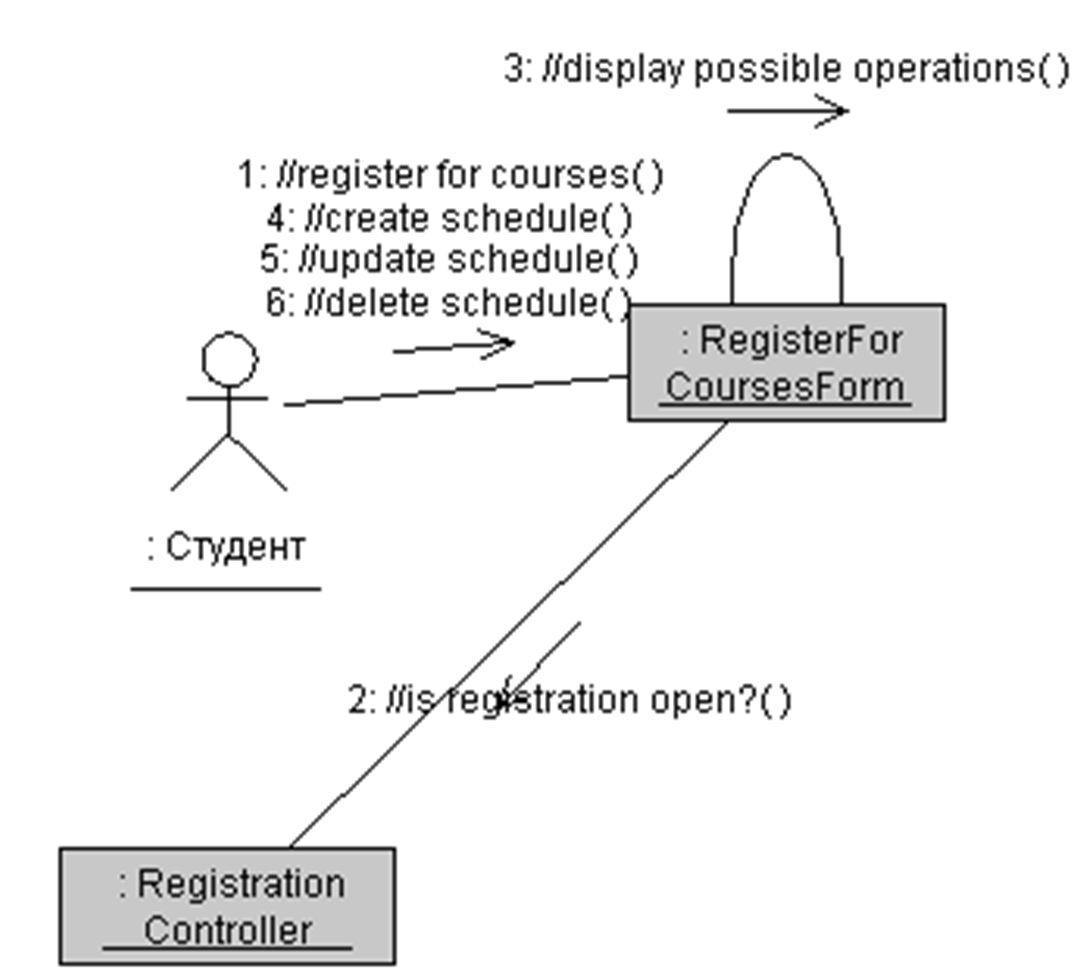 3: //display possible operations()
1: //register for courses()
4: //create schedule()
5: //update schedule()
6: //delete schedule()
: RegisterFor
CoursesForm
: Студент
2: //is registration open?()
: Registration
Controller